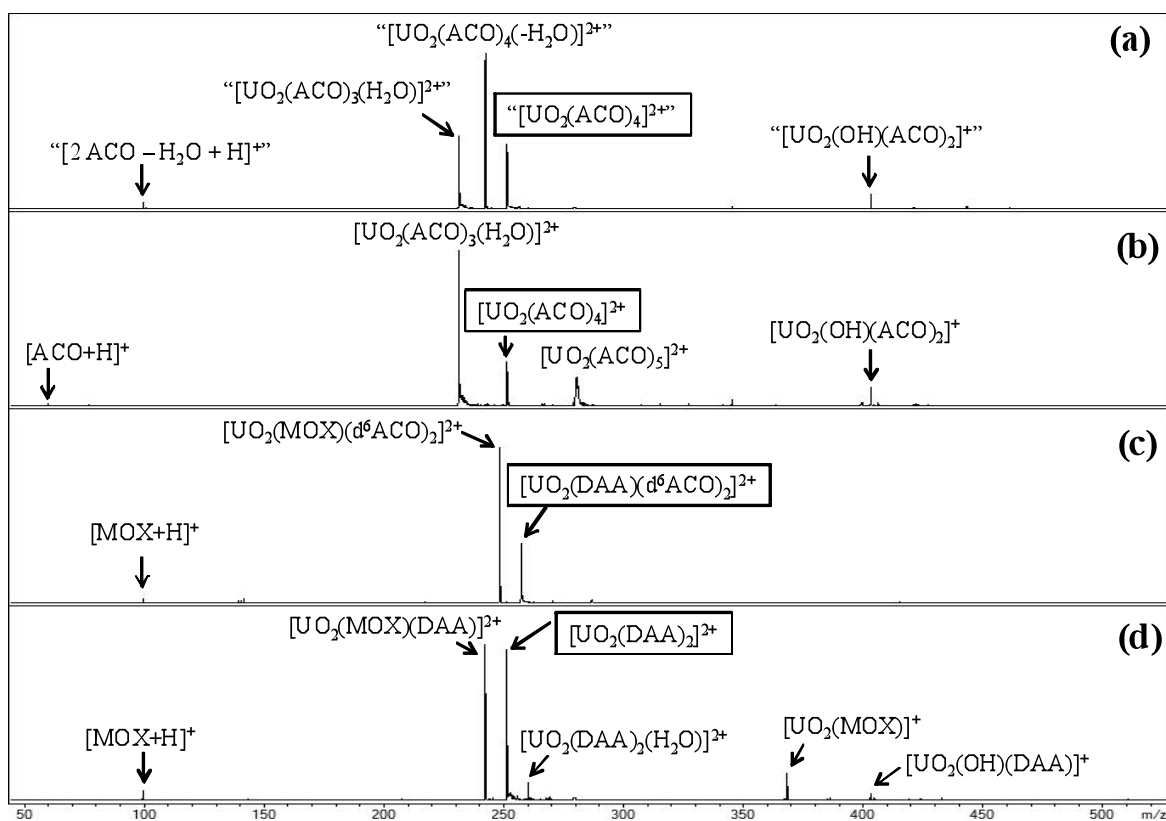 “[UO₂(ACO)₄(-H₂O)]²⁺”
(a)
“[UO₂(ACO)₃(H₂O)]²⁺”
“[UO₂(ACO)₄]²⁺”
“[2 ACO – H₂O + H]⁺”
“[UO₂(OH)(ACO)₂]⁺”
[UO₂(ACO)₃(H₂O)]²⁺
(b)
[UO₂(ACO)₄]²⁺
[ACO+H]⁺
[UO₂(ACO)₅]²⁺
[UO₂(OH)(ACO)₂]⁺
[UO₂(MOX)(d⁶ACO)₂]²⁺
(c)
[UO₂(DAA)(d⁶ACO)₂]²⁺
[MOX+H]⁺
[UO₂(MOX)(DAA)]²⁺
[UO₂(DAA)₂]²⁺
(d)
[MOX+H]⁺
[UO₂(DAA)₂(H₂O)]²⁺
[UO₂(MOX)]⁺
[UO₂(OH)(DAA)]⁺
50 100 150 200 250 300 350 400 450 500 m/z